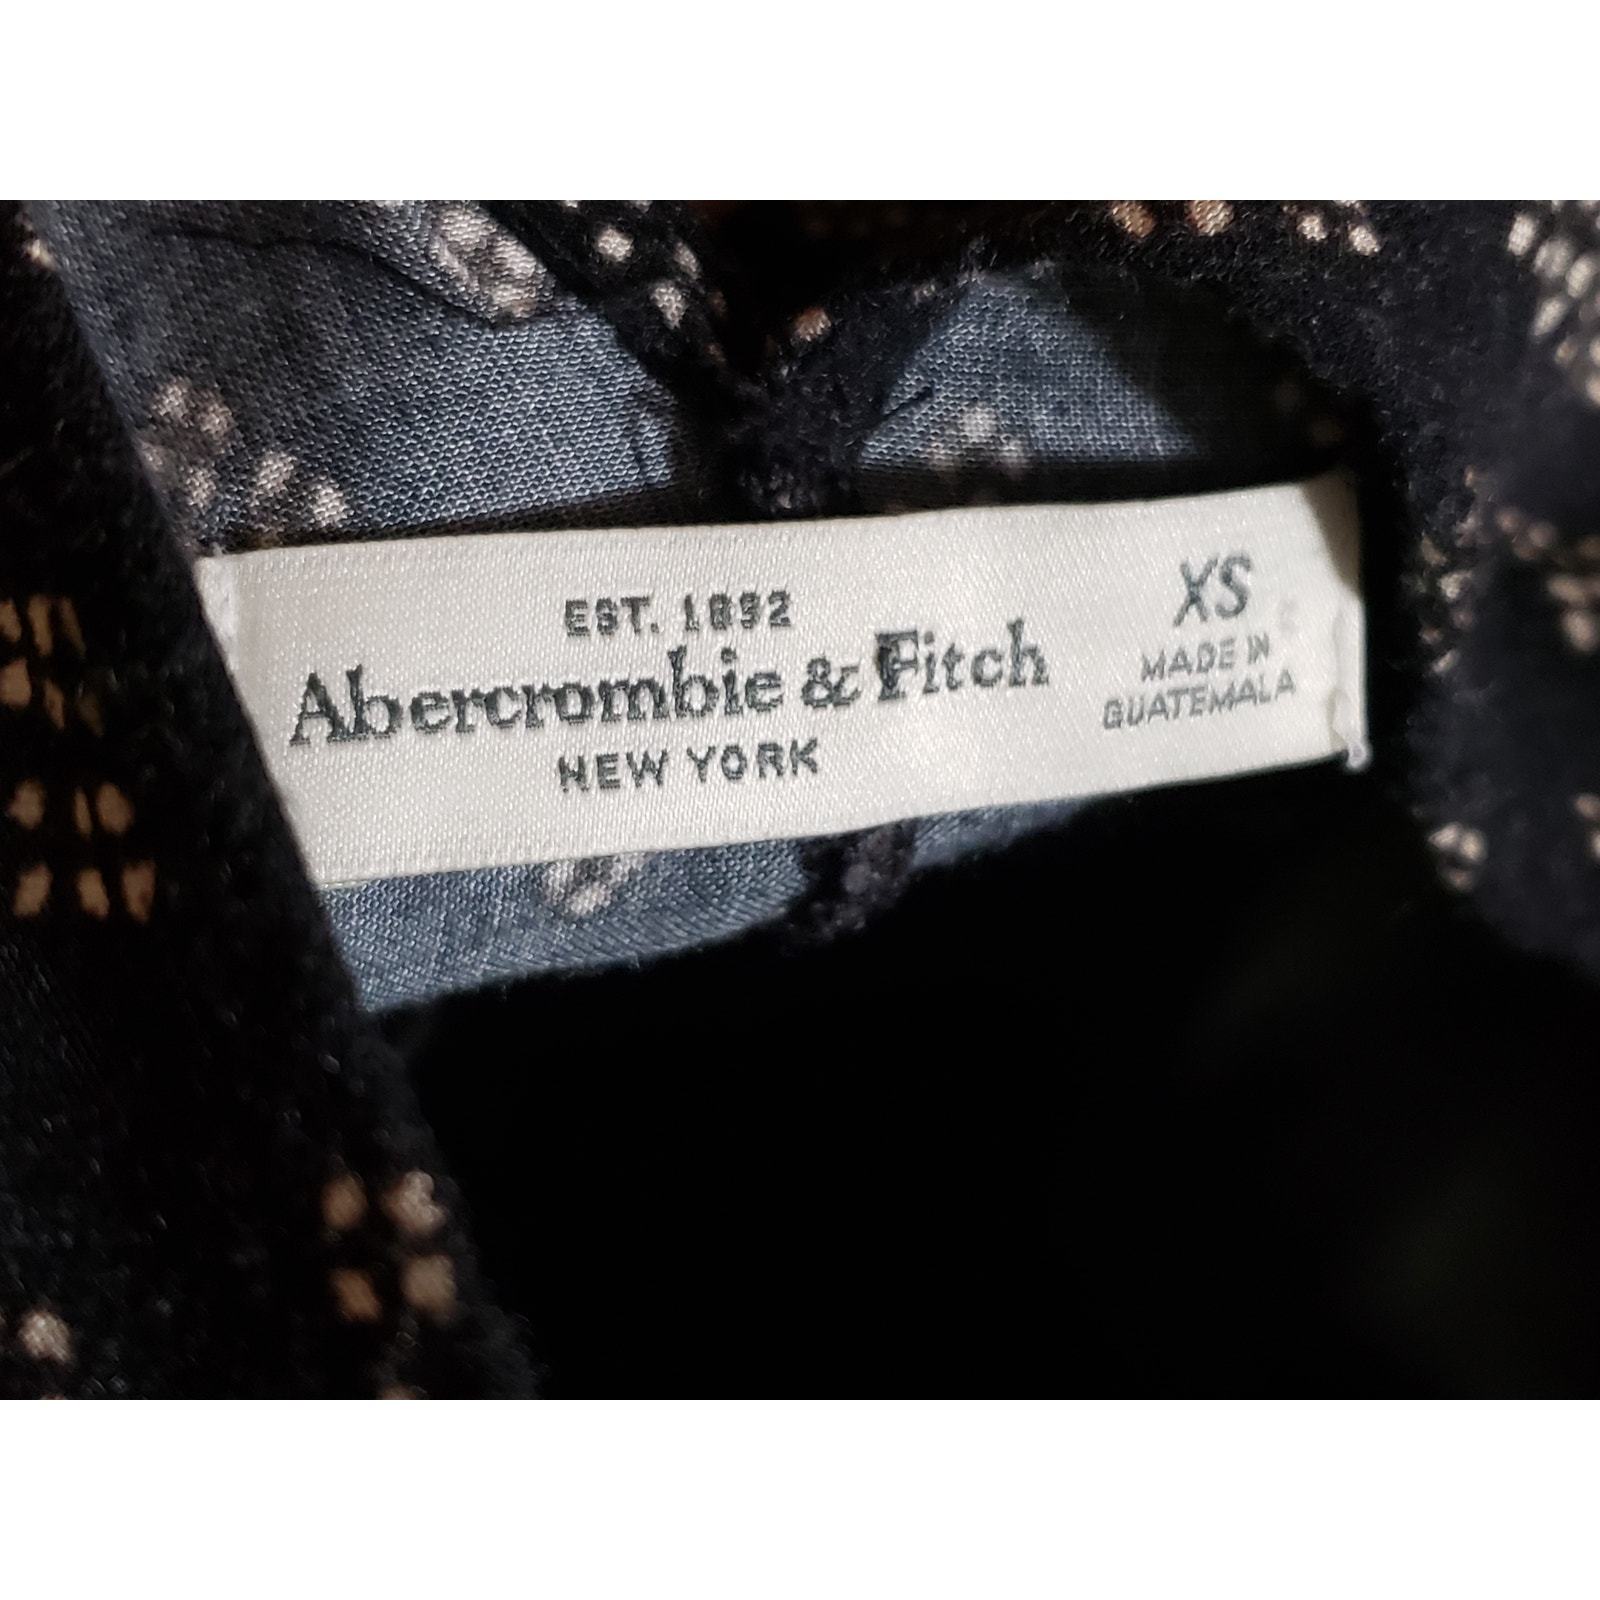 EST. 1892
Abercrombie & Fitch
NEW YORK
XS
MADE IN
GUATEMALA